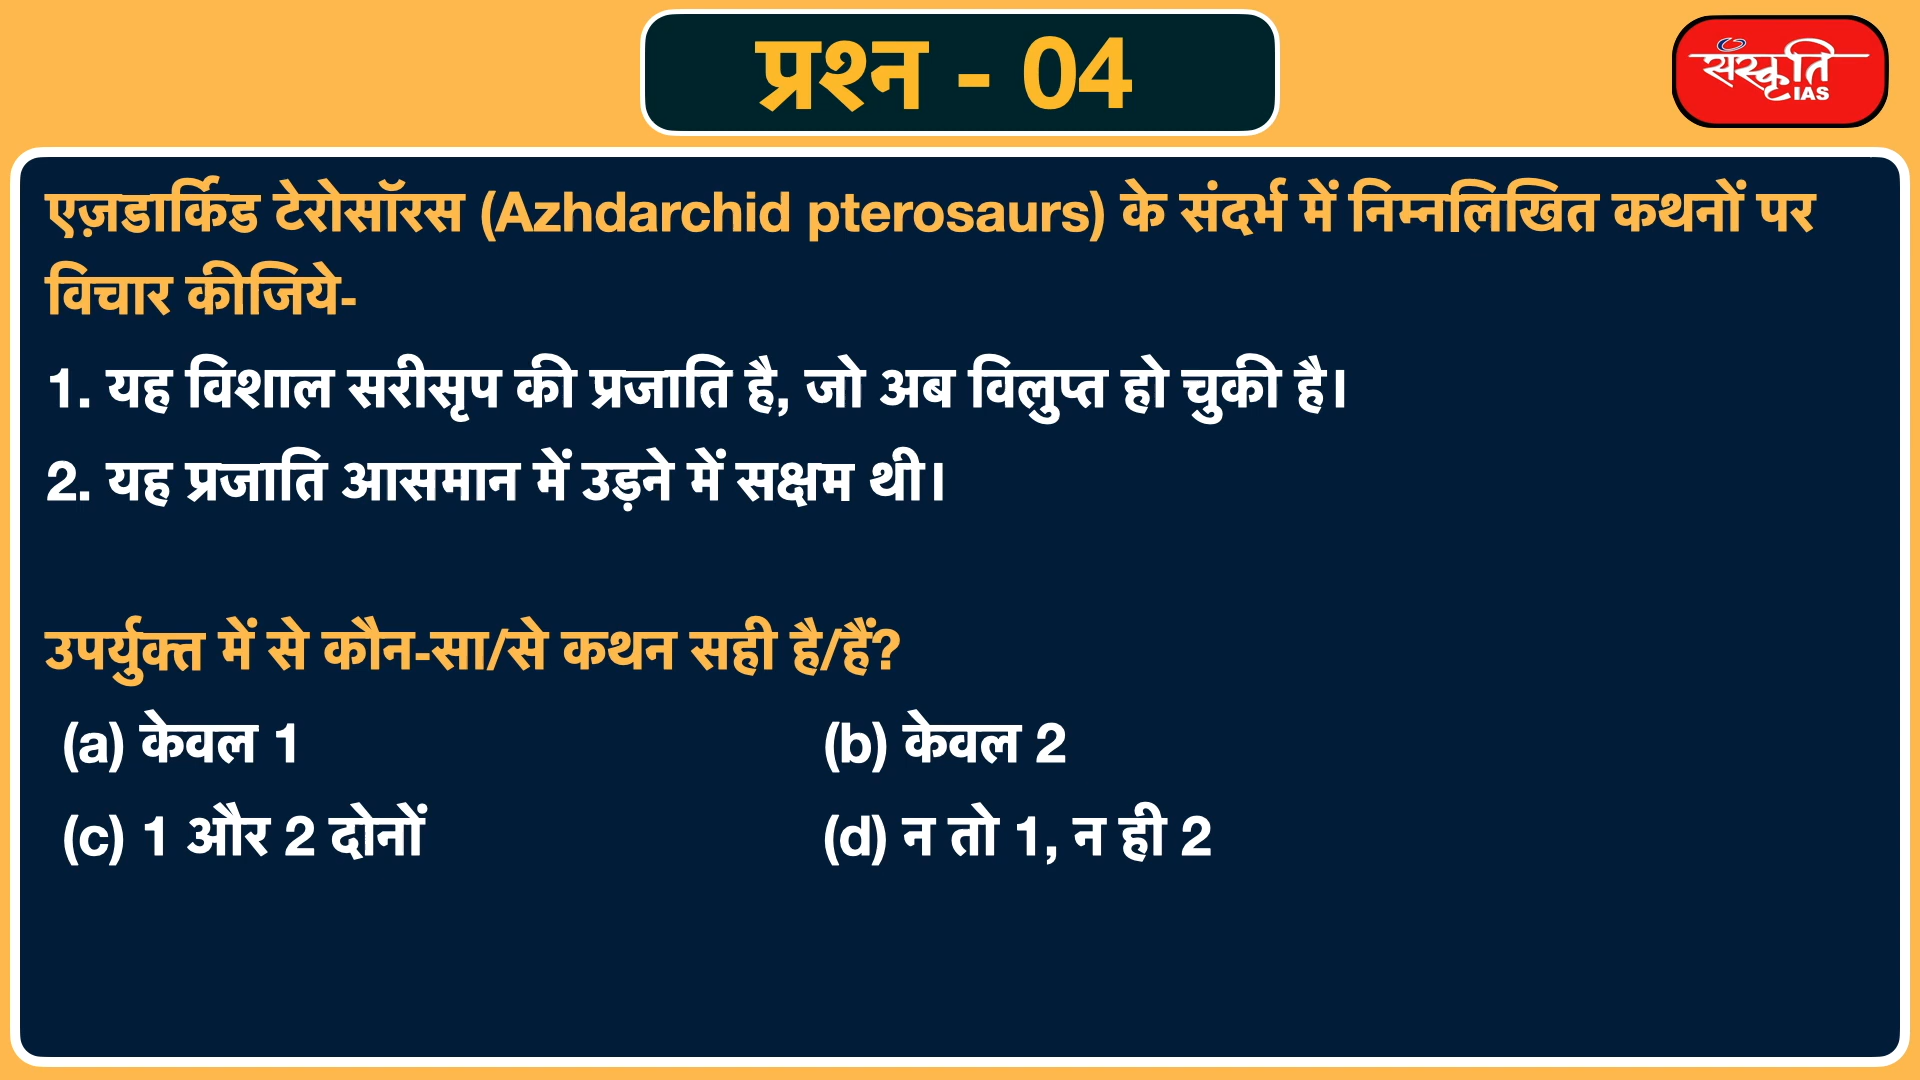 प्रश्न - 04
संस्कृति
IAS
एज़डार्किड टेरोसॉरस (Azhdarchid pterosaurs) के संदर्भ में निम्नलिखित कथनों पर
विचार कीजिये-
1. यह विशाल सरीसृप की प्रजाति है, जो अब विलुप्त हो चुकी है।
2. यह प्रजाति आसमान में उड़ने में सक्षम थी।
उपर्युक्त में से कौन-सा/से कथन सही है/हैं?
(a) केवल 1 (b) केवल 2
(c) 1 और 2 दोनों (d) न तो 1, न ही 2